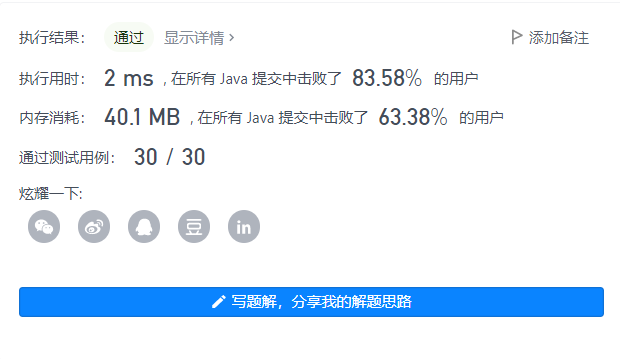 执行结果： 通过 显示详情 › 添加备注
执行用时： 2 ms , 在所有 Java 提交中击败了 83.58% 的用户
内存消耗： 40.1 MB , 在所有 Java 提交中击败了 63.38% 的用户
通过测试用例： 30 / 30
炫耀一下:
写题解，分享我的解题思路